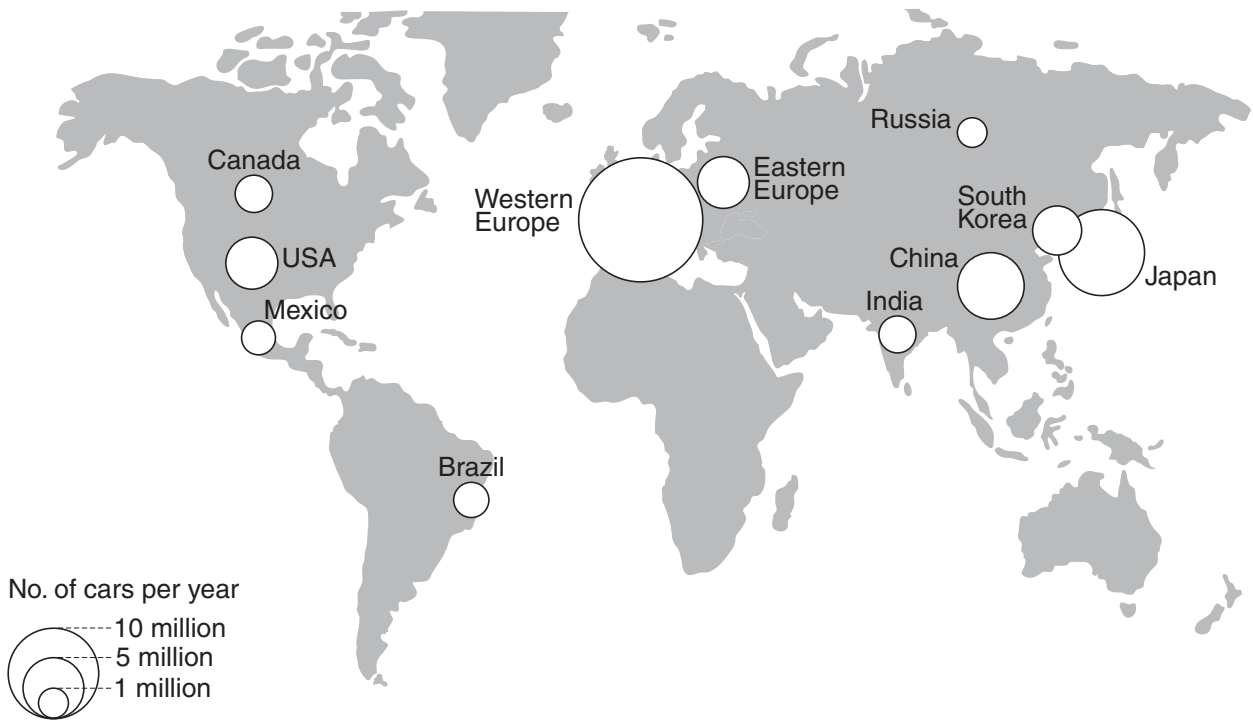 Canada
USA
Mexico
Brazil
Western
Europe
Eastern
Europe
Russia
South
Korea
China
Japan
India
No. of cars per year
10 million
5 million
1 million